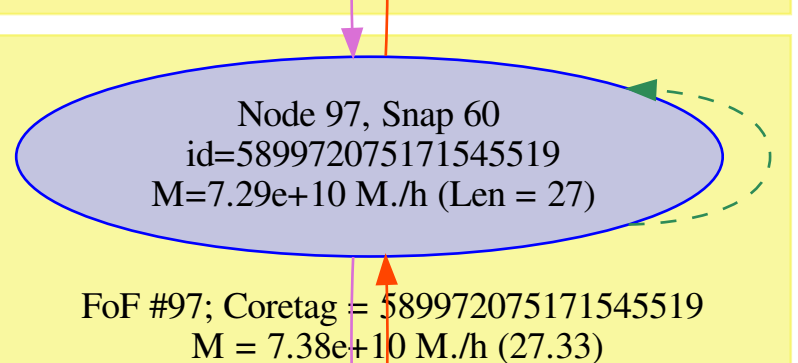 Node 97, Snap 60
id=589972075171545519
M=7.29e+10 M./h (Len = 27)
FoF #97; Coretag = 589972075171545519
M = 7.38e+10 M./h (27.33)